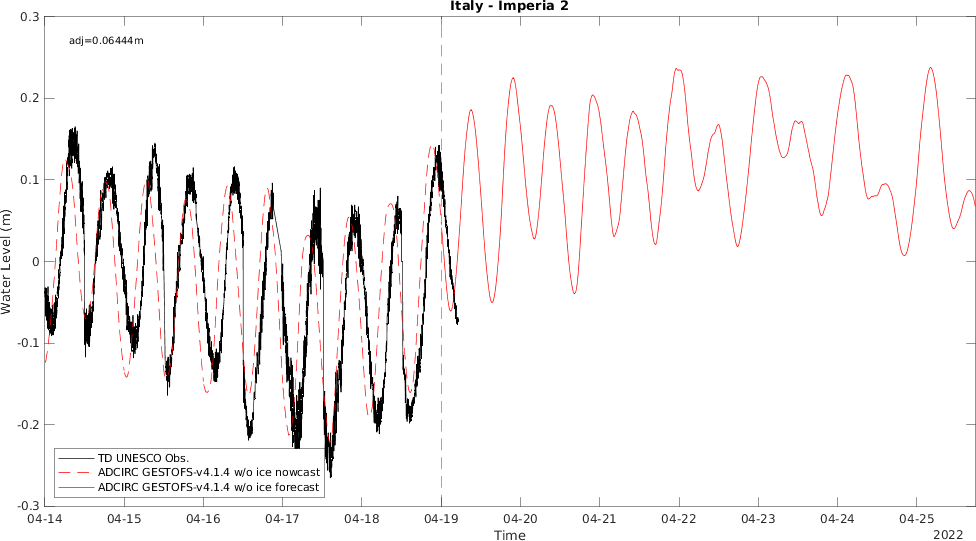 Italy - Imperia 2
adj=0.06444m
Water Level (m)
0.3
0.2
0.1
0
-0.1
-0.2
-0.3
TD UNESCO Obs.
ADCIRC GESTOFS-v4.1.4 w/o ice nowcast
ADCIRC GESTOFS-v4.1.4 w/o ice forecast
04-14 04-15 04-16 04-17 04-18 04-19 04-20 04-21 04-22 04-23 04-24 04-25
Time
2022